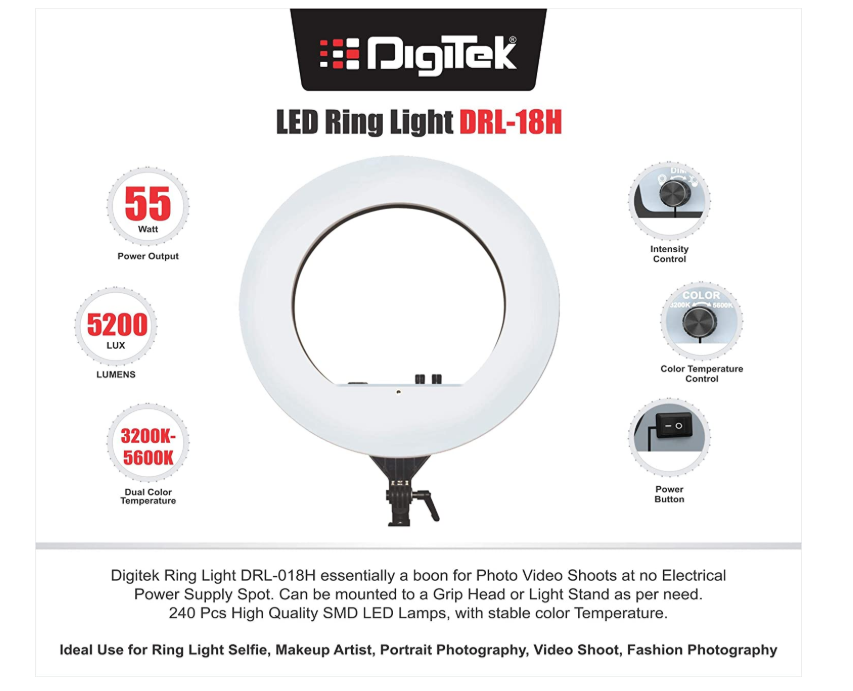 DIGITEK®
LED Ring Light DRL-18H
55
Watt
Power Output
5200
LUX
LUMENS
3200K-
5600K
Dual Color
Temperature
Intensity
Control
COLOR
5600K
Color Temperature
Control
Power
Button
Digitek Ring Light DRL-018H essentially a boon for Photo Video Shoots at no Electrical
Power Supply Spot. Can be mounted to a Grip Head or Light Stand as per need.
240 Pcs High Quality SMD LED Lamps, with stable color Temperature.
Ideal Use for Ring Light Selfie, Makeup Artist, Portrait Photography, Video Shoot, Fashion Photography